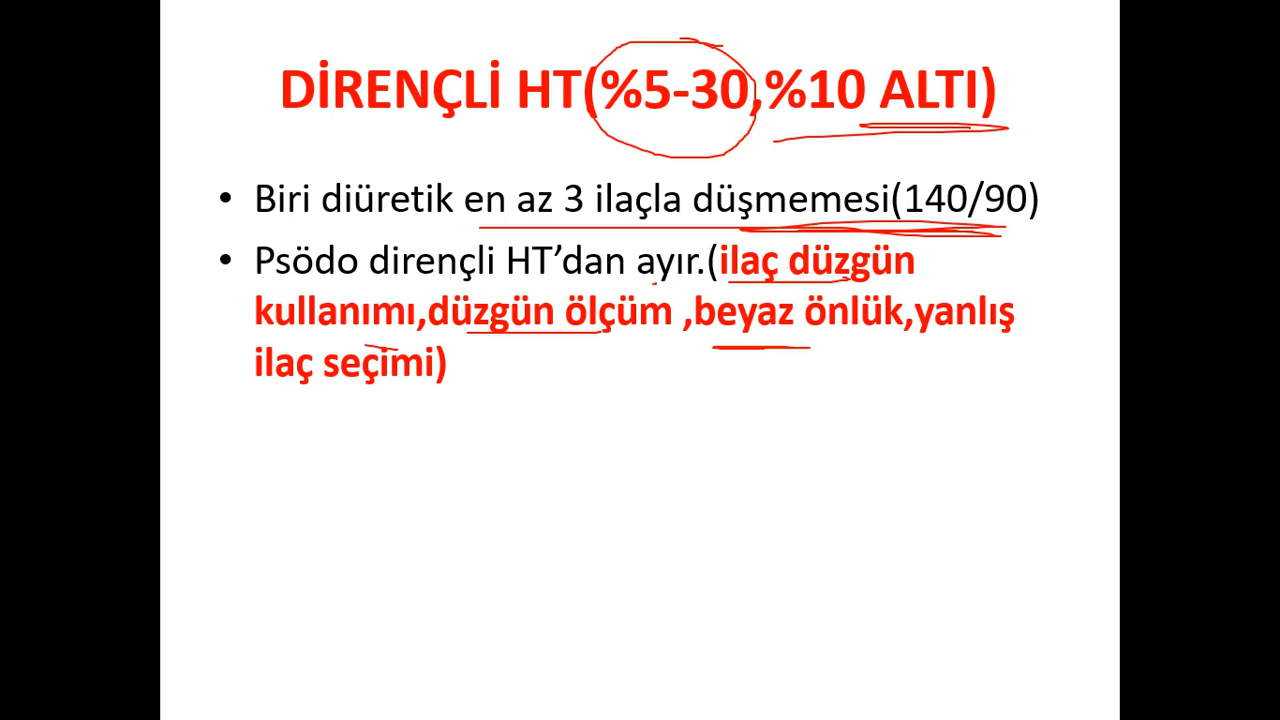 DİRENÇLİ HT(%5-30,%10 ALTI)
• Biri diüretik en az 3 ilaçla düşmemesi(140/90)
• Psödo dirençli HT’dan ayır.(ilaç düzgün
kullanımı,düzgün ölçüm ,beyaz önlük,yanlış
ilaç seçimi)